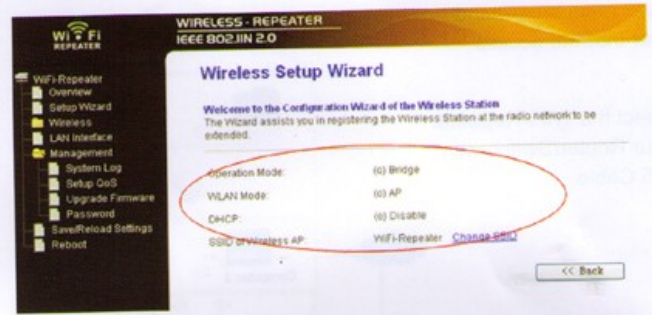 Wi Fi
REPEATER
WIRELESS - REPEATER
IEEE 802.11N 2.0
WiFi-Repeater
Overview
Setup Wizard
Wireless
LAN Interface
Management
System Log
Setup QoS
Upgrade Firmware
Password
Save/Reload Settings
Reboot
Wireless Setup Wizard
Welcome to the Configuration Wizard of the Wireless Station
The Wizard assists you in registering the Wireless Station at the radio network to be
extended.
Operation Mode: (o) Bridge
WLAN Mode: (o) AP
DHCP: (o) Disable
SSID of Wireless AP: WiFi-Repeater Change SSID
<< Back